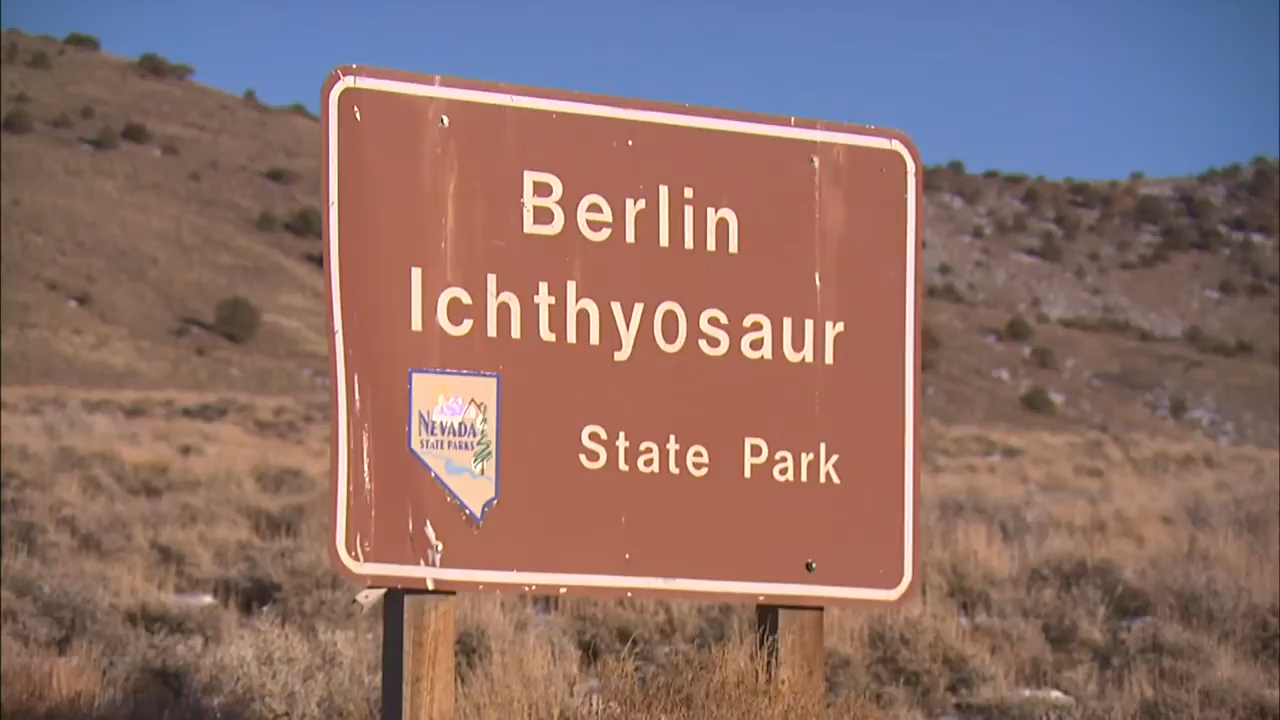 Berlin
Ichthyosaur
NEVADA
STATE PARKS
State Park